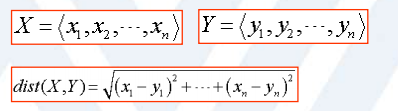 X = ⟨x₁, x₂, ⋯, xₙ⟩ Y = ⟨y₁, y₂, ⋯, yₙ⟩
dist(X,Y) = √((x₁ − y₁)² + ⋯ + (xₙ − yₙ)²)